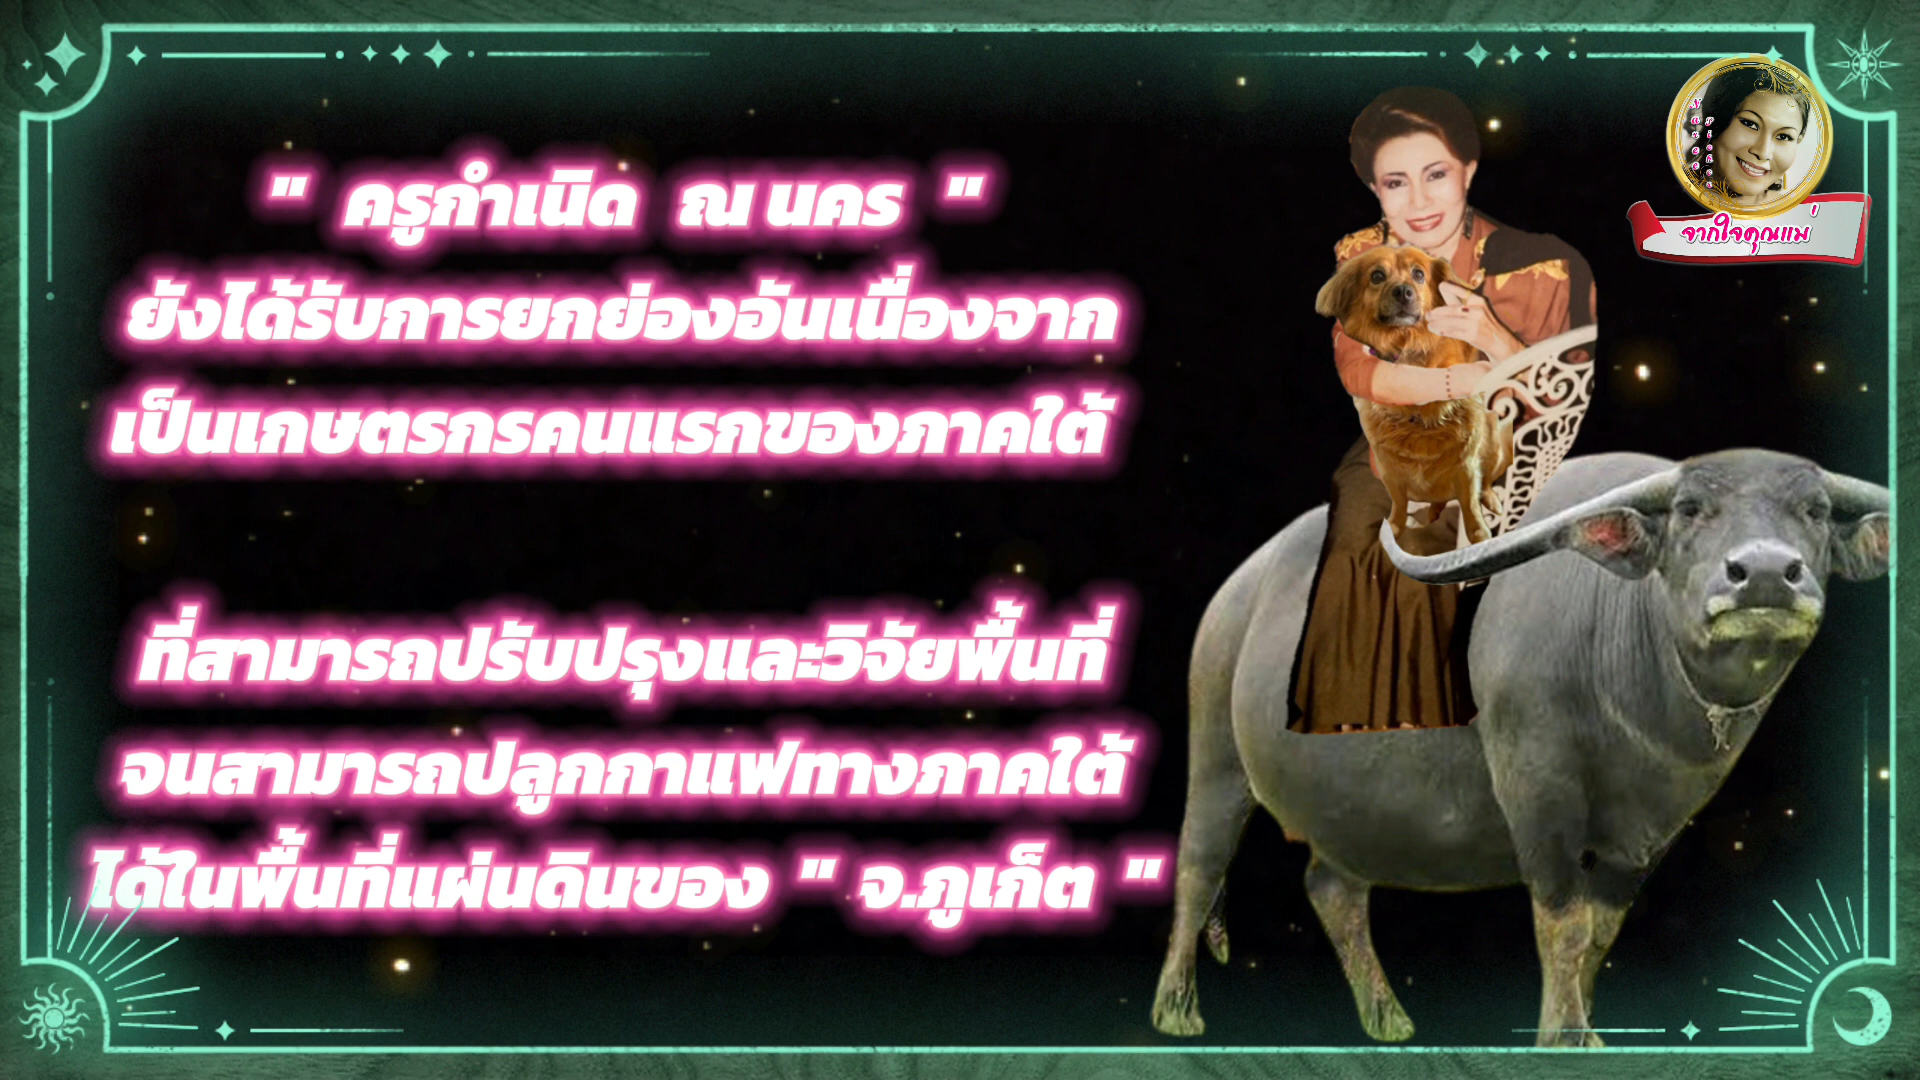 " ครูกำเนิด ณ นคร "
ยังได้รับการยกย่องอันเนื่องจาก
เป็นเกษตรกรคนแรกของภาคใต้
ที่สามารถปรับปรุงและวิจัยพื้นที่
จนสามารถปลูกกาแฟทางภาคใต้
ได้ในพื้นที่แผ่นดินของ " จ.ภูเก็ต "
จากใจคุณแม่